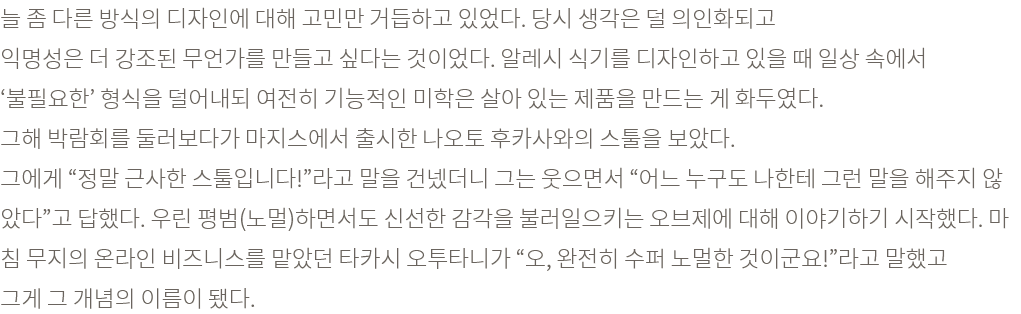 늘 좀 다른 방식의 디자인에 대해 고민만 거듭하고 있었다. 당시 생각은 덜 의인화되고
익명성은 더 강조된 무언가를 만들고 싶다는 것이었다. 알레시 식기를 디자인하고 있을 때 일상 속에서
‘불필요한’ 형식을 덜어내되 여전히 기능적인 미학은 살아 있는 제품을 만드는 게 화두였다.
그해 박람회를 둘러보다가 마지스에서 출시한 나오토 후카사와의 스툴을 보았다.
그에게 “정말 근사한 스툴입니다!”라고 말을 건넸더니 그는 웃으면서 “어느 누구도 나한테 그런 말을 해주지 않
았다”고 답했다. 우린 평범(노멀)하면서도 신선한 감각을 불러일으키는 오브제에 대해 이야기하기 시작했다. 마
침 무지의 온라인 비즈니스를 맡았던 타카시 오투타니가 “오, 완전히 수퍼 노멀한 것이군요!”라고 말했고
그게 그 개념의 이름이 됐다.